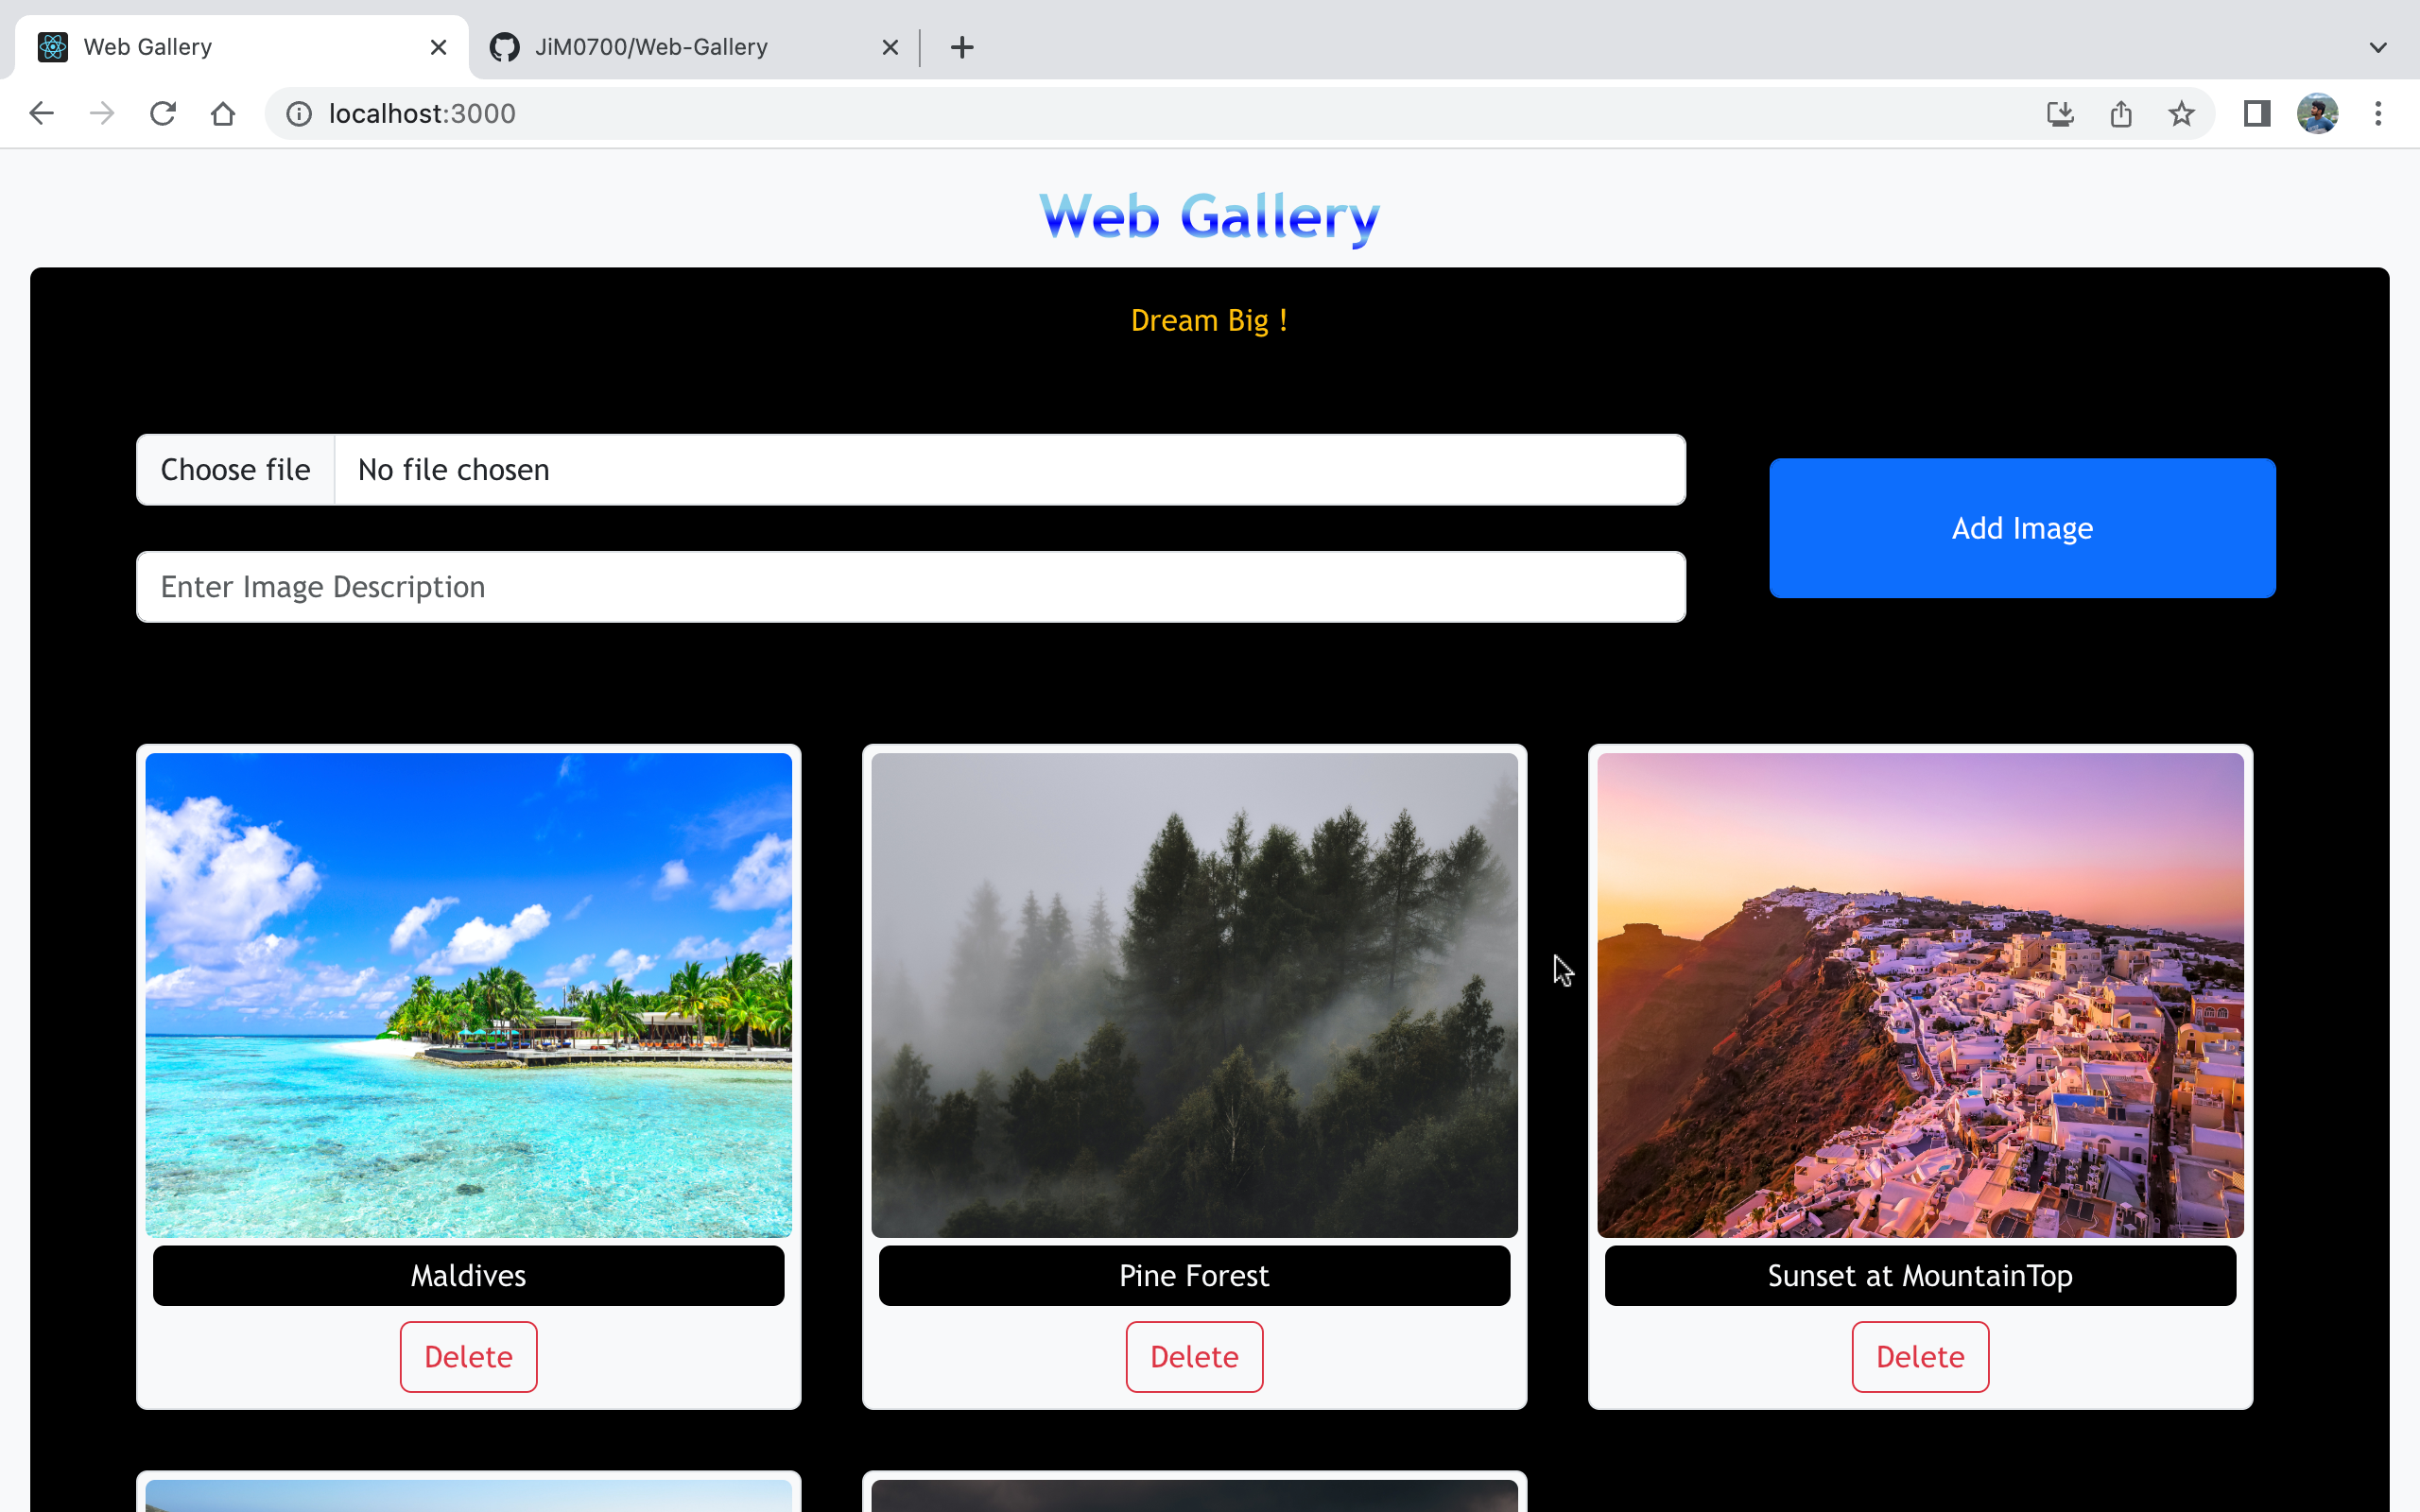 Web Gallery
JiM0700/Web-Gallery
localhost:3000
Web Gallery
Dream Big !
Choose file
No file chosen
Add Image
Enter Image Description
Maldives
Pine Forest
Sunset at MountainTop
Delete
Delete
Delete